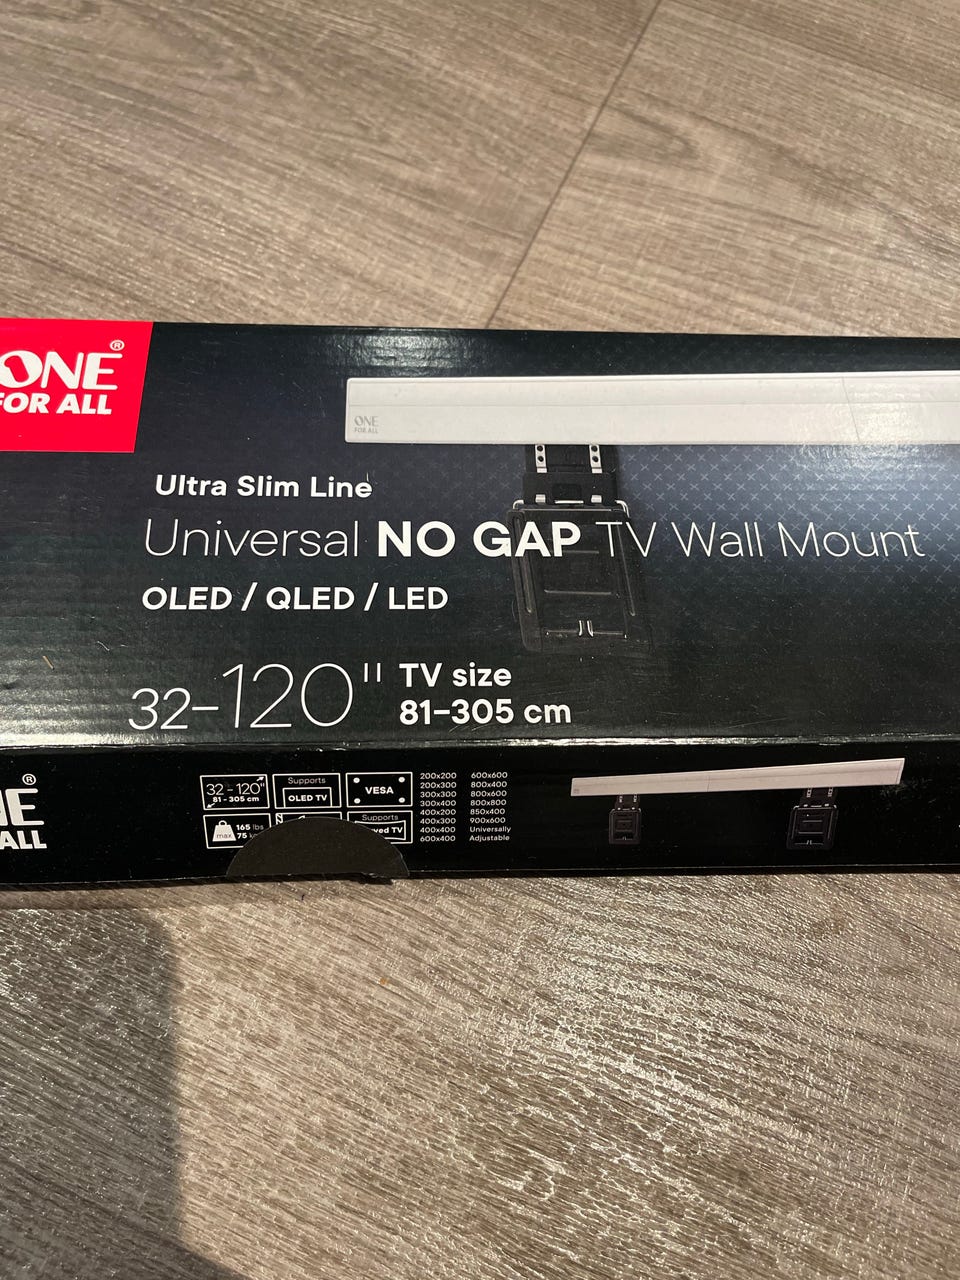 ONE®
FOR ALL
ONE
FOR ALL
Ultra Slim Line
Universal NO GAP TV Wall Mount
OLED / QLED / LED
32-120" TV size
81-305 cm
®
ALL
32 - 120"
81 - 305 cm
Supports
OLED TV
VESA
max.
165 lbs
75
Supports
TV
200x200 600x600
200x300 800x400
300x300 800x600
300x400 800x800
400x200 850x400
400x300 900x600
400x400 Universally
600x400 Adjustable